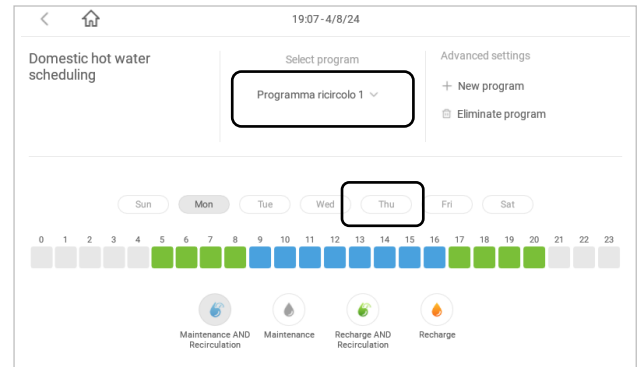 19:07-4/8/24
Domestic hot water
scheduling
Select program
Programma ricircolo 1
Advanced settings
+ New program
Eliminate program
Sun Mon Tue Wed Thu Fri Sat
0 1 2 3 4 5 6 7 8 9 10 11 12 13 14 15 16 17 18 19 20 21 22 23
Maintenance AND
Recirculation
Maintenance
Recharge AND
Recirculation
Recharge